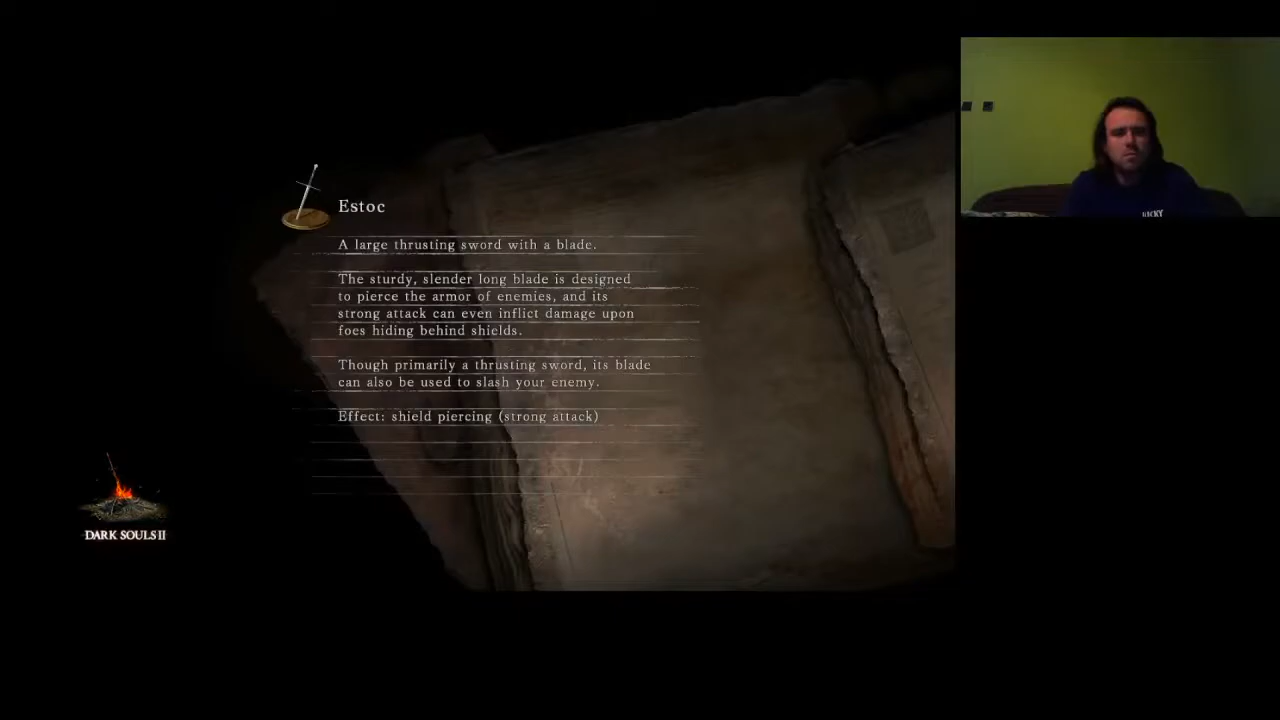 Estoc
A large thrusting sword with a blade.
The sturdy, slender long blade is designed
to pierce the armor of enemies, and its
strong attack can even inflict damage upon
foes hiding behind shields.
Though primarily a thrusting sword, its blade
can also be used to slash your enemy.
Effect: shield piercing (strong attack)
DARK SOULS II